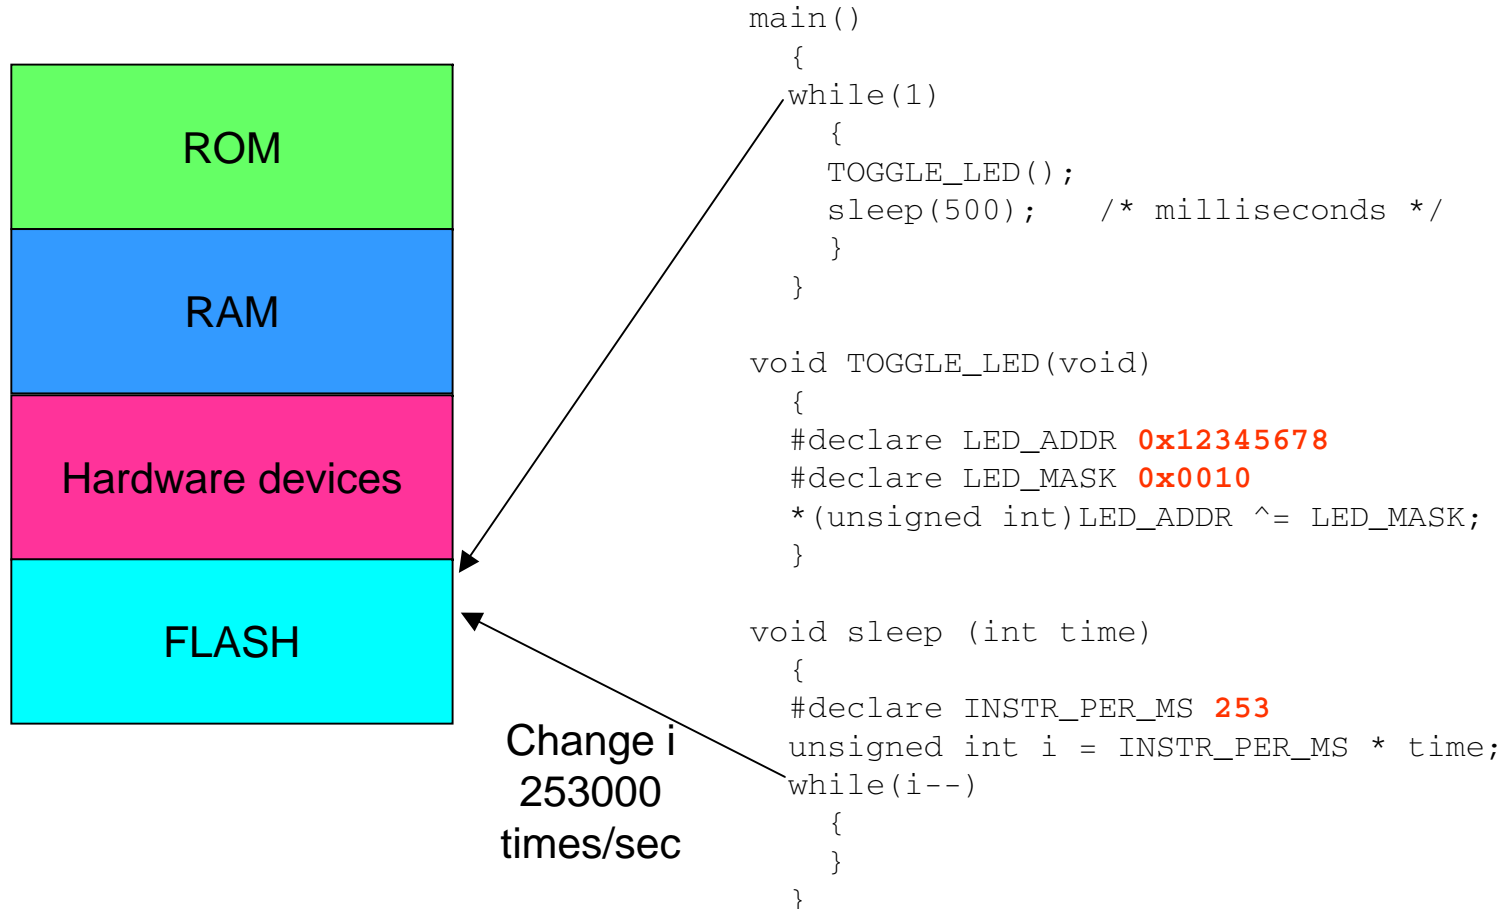 ROM
RAM
Hardware devices
FLASH
Change i
253000
times/sec
main()
{
while(1)
{
TOGGLE_LED();
sleep(500);   /* milliseconds */
}
}
void TOGGLE_LED(void)
{
#declare LED_ADDR 0x12345678
#declare LED_MASK 0x0010
*(unsigned int)LED_ADDR ^= LED_MASK;
}
void sleep (int time)
{
#declare INSTR_PER_MS 253
unsigned int i = INSTR_PER_MS * time;
while(i--)
{
}
}